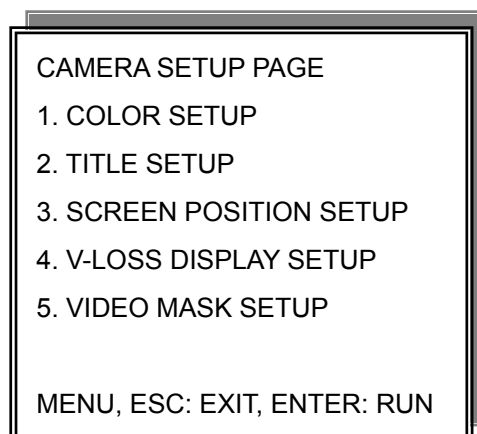 CAMERA SETUP PAGE
1. COLOR SETUP
2. TITLE SETUP
3. SCREEN POSITION SETUP
4. V-LOSS DISPLAY SETUP
5. VIDEO MASK SETUP
MENU, ESC: EXIT, ENTER: RUN